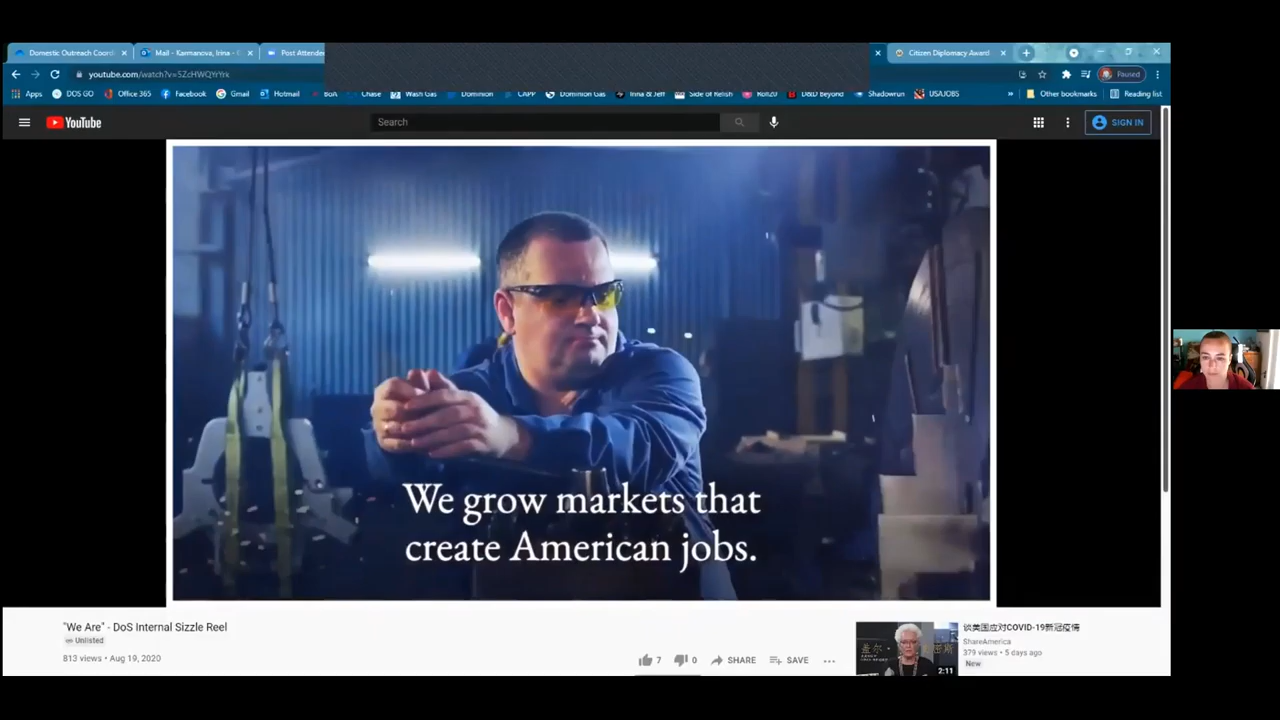 Domestic Outreach Coord
Mail - Karmanova, Irina -
Post Attendee
Citizen Diplomacy Award
youtube.com/watch?v=5ZcHWQYrYrk
Paused
Apps
DOS GO
Office 365
Facebook
Gmail
Hotmail
BoA
Chase
Wash Gas
Dominion
CAPP
Dominion Gas
Side of Relish
Roll20
D&D Beyond
Shadowrun
USAJOBS
»
Other bookmarks
Reading list
YouTube
Search
SIGN IN
We grow markets that
create American jobs.
"We Are" - DoS Internal Sizzle Reel
Unlisted
813 views • Aug 19, 2020
7
0
SHARE
SAVE
谈美国应对COVID-19新冠疫情
ShareAmerica
379 views • 5 days ago
New
2:11